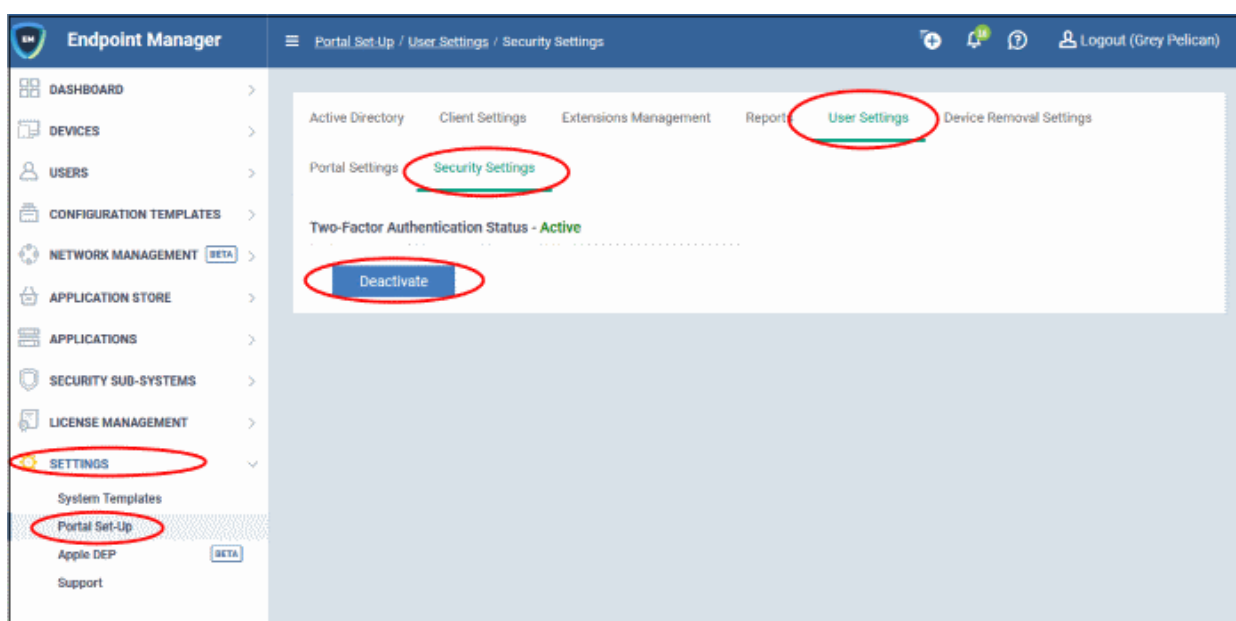 EM Endpoint Manager
Portal Set-Up / User Settings / Security Settings
Logout (Grey Pelican)
DASHBOARD
DEVICES
USERS
CONFIGURATION TEMPLATES
NETWORK MANAGEMENT BETA
APPLICATION STORE
APPLICATIONS
SECURITY SUB-SYSTEMS
LICENSE MANAGEMENT
SETTINGS
System Templates
Portal Set-Up
Apple DEP BETA
Support
Active Directory Client Settings Extensions Management Reports User Settings Device Removal Settings
Portal Settings Security Settings
Two-Factor Authentication Status - Active
Deactivate